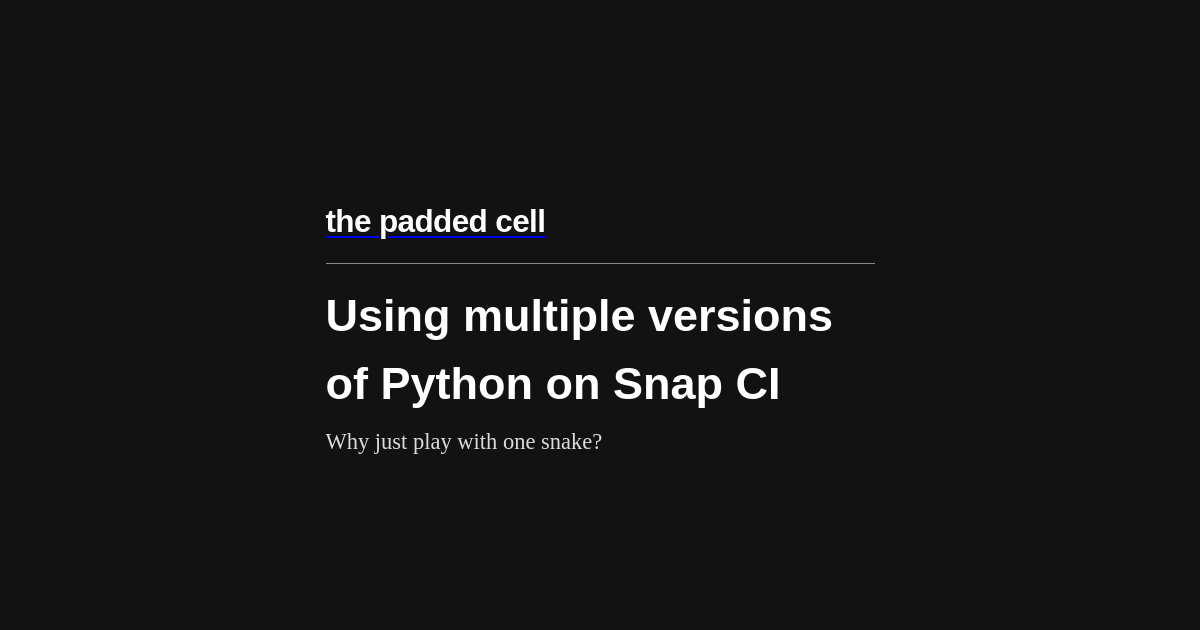 the padded cell
Using multiple versions
of Python on Snap CI
Why just play with one snake?